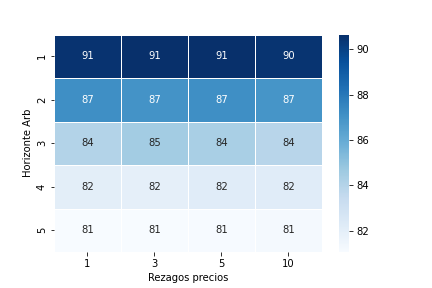 1 91 91 91 90
2 87 87 87 87
3 84 85 84 84
4 82 82 82 82
5 81 81 81 81
1 3 5 10
Rezagos precios
Horizonte Arb
90
88
86
84
82